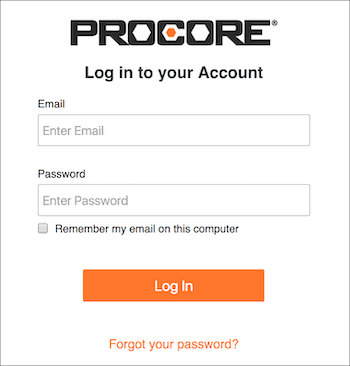 PROCORE®
Log in to your Account
Email
Enter Email
Password
Enter Password
Remember my email on this computer
Log In
Forgot your password?